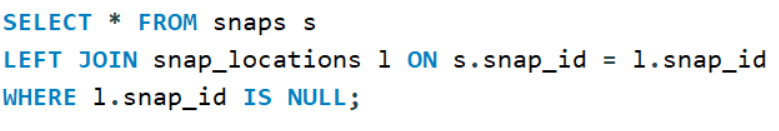 SELECT * FROM snaps s
LEFT JOIN snap_locations l ON s.snap_id = l.snap_id
WHERE l.snap_id IS NULL;